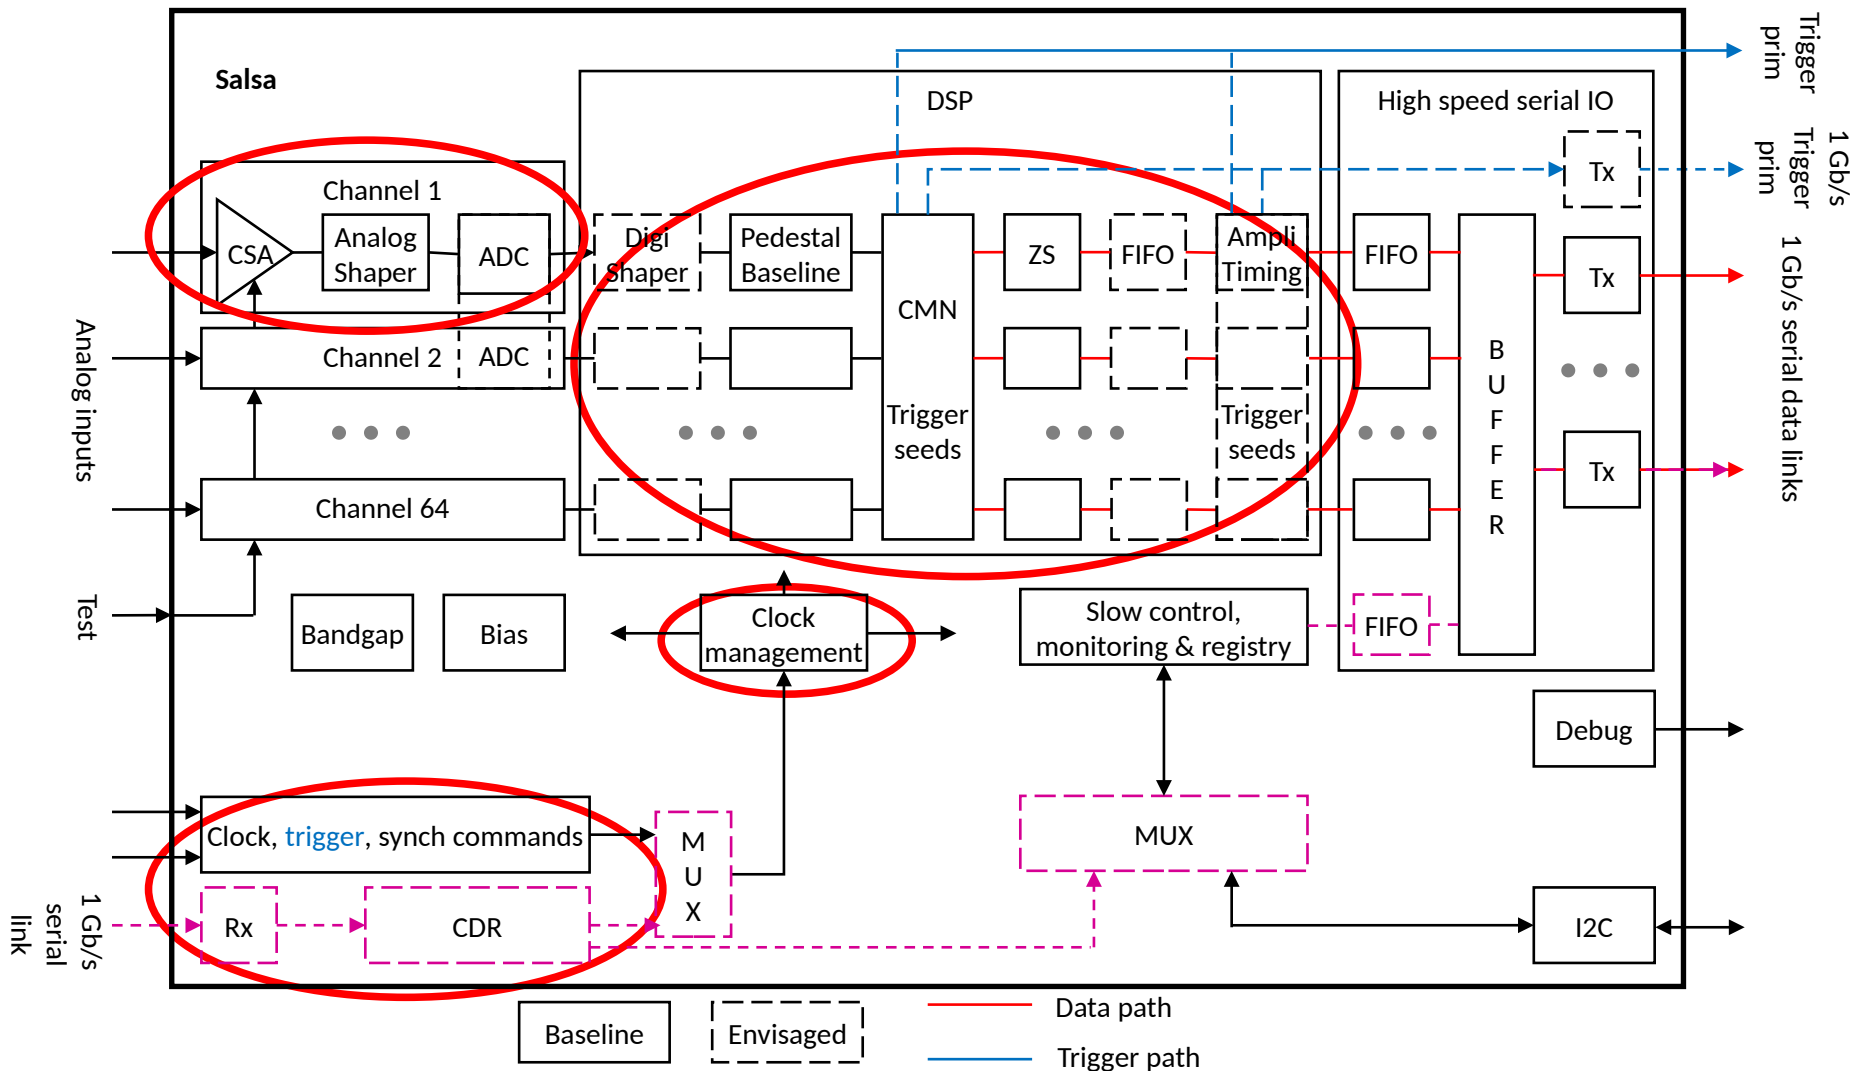 Salsa
DSP
High speed serial IO
Trigger
prim
1 Gb/s
Trigger
prim
Tx
Channel 1
CSA
Analog
Shaper
ADC
Digi
Shaper
Pedestal
Baseline
CMN
Trigger
seeds
ZS
FIFO
Ampli
Timing
Trigger
seeds
FIFO
BUFFER
Tx
Tx
1 Gb/s serial data links
Analog inputs
Channel 2
ADC
Channel 64
Test
Bandgap
Bias
Clock
management
Slow control,
monitoring & registry
FIFO
Debug
Clock, trigger, synch commands
MUX
MUX
1 Gb/s
serial
link
Rx
CDR
I2C
Baseline
Envisaged
Data path
Trigger path